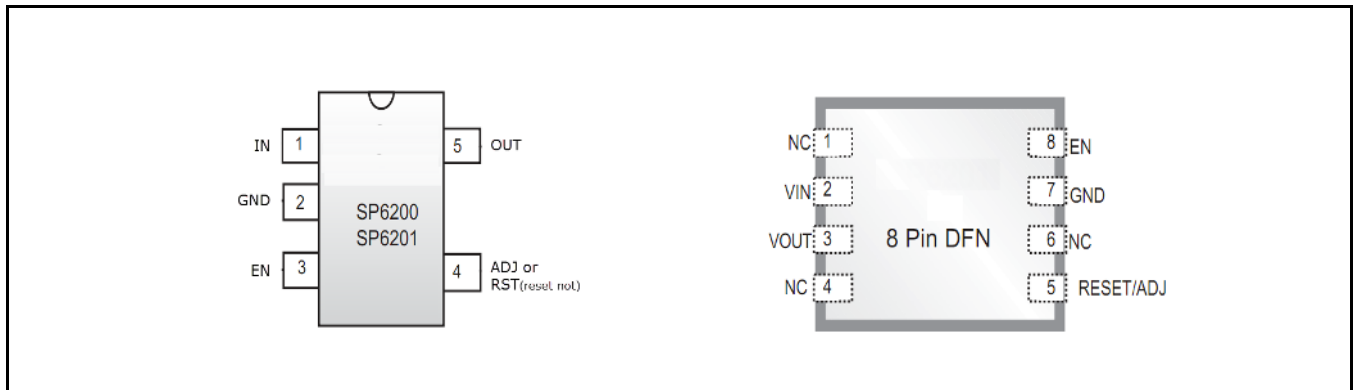 IN 1
GND 2
EN 3
SP6200
SP6201
5 OUT
4 ADJ or
RST(reset not)
NC 1
VIN 2
VOUT 3
NC 4
8 Pin DFN
8 EN
7 GND
6 NC
5 RESET/ADJ